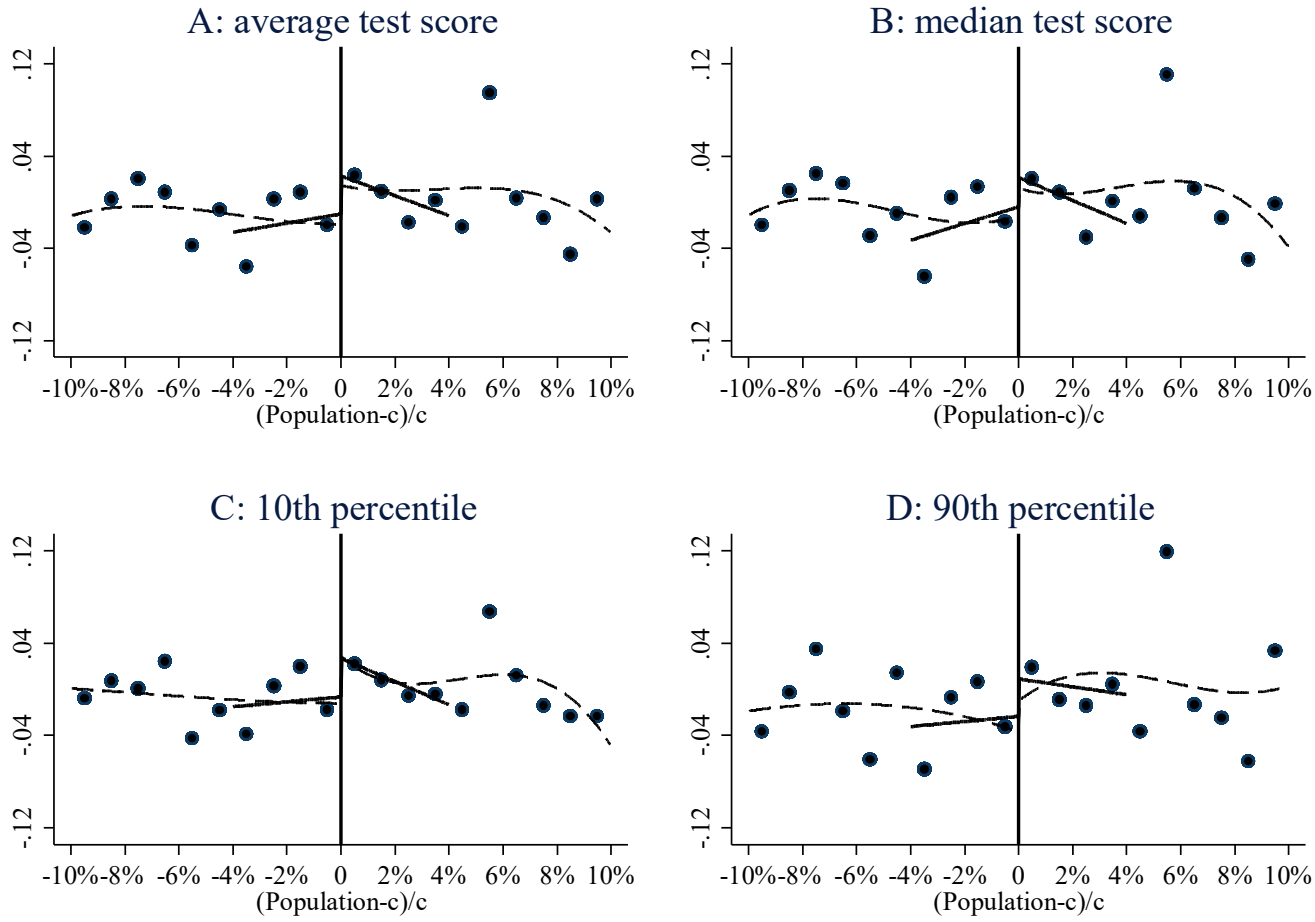 A: average test score
B: median test score
.12
.04
-.04
-.12
-10% -8% -6% -4% -2% 0 2% 4% 6% 8% 10%
(Population-c)/c
.12
.04
-.04
-.12
-10% -8% -6% -4% -2% 0 2% 4% 6% 8% 10%
(Population-c)/c
C: 10th percentile
D: 90th percentile
.12
.04
-.04
-.12
-10% -8% -6% -4% -2% 0 2% 4% 6% 8% 10%
(Population-c)/c
.12
.04
-.04
-.12
-10% -8% -6% -4% -2% 0 2% 4% 6% 8% 10%
(Population-c)/c